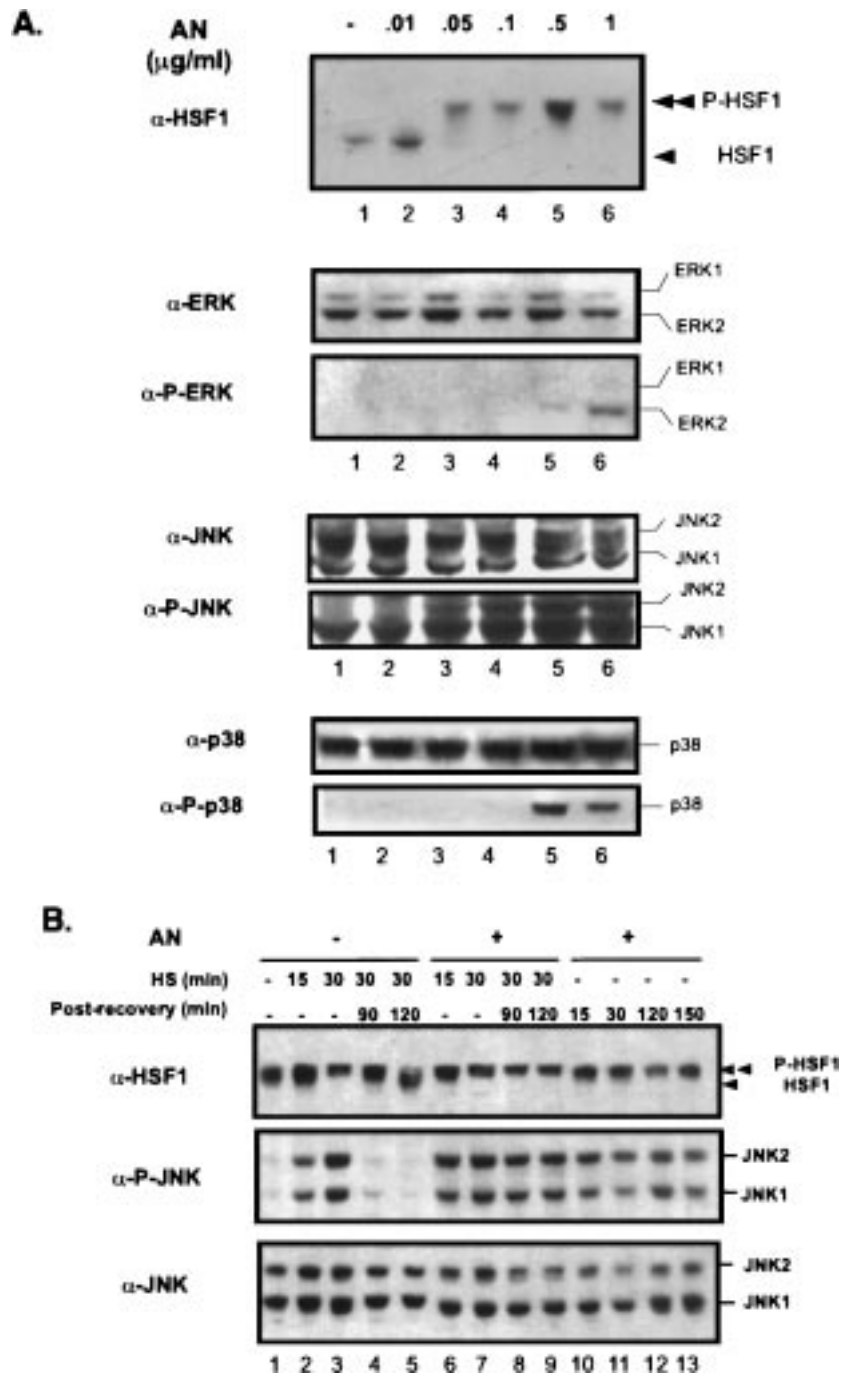 A.
AN - .01 .05 .1 .5 1
(μg/ml)
α-HSF1
P-HSF1
HSF1
1 2 3 4 5 6
α-ERK
ERK1
ERK2
α-P-ERK
ERK1
ERK2
1 2 3 4 5 6
α-JNK
JNK2
JNK1
α-P-JNK
JNK2
JNK1
1 2 3 4 5 6
α-p38
p38
α-P-p38
p38
1 2 3 4 5 6
B.
AN - + +
HS (min) - 15 30 30 30 15 30 30 30 - - - -
Post-recovery (min) - - - 90 120 - - 90 120 15 30 120 150
α-HSF1
P-HSF1
HSF1
α-P-JNK
JNK2
JNK1
α-JNK
JNK2
JNK1
1 2 3 4 5 6 7 8 9 10 11 12 13